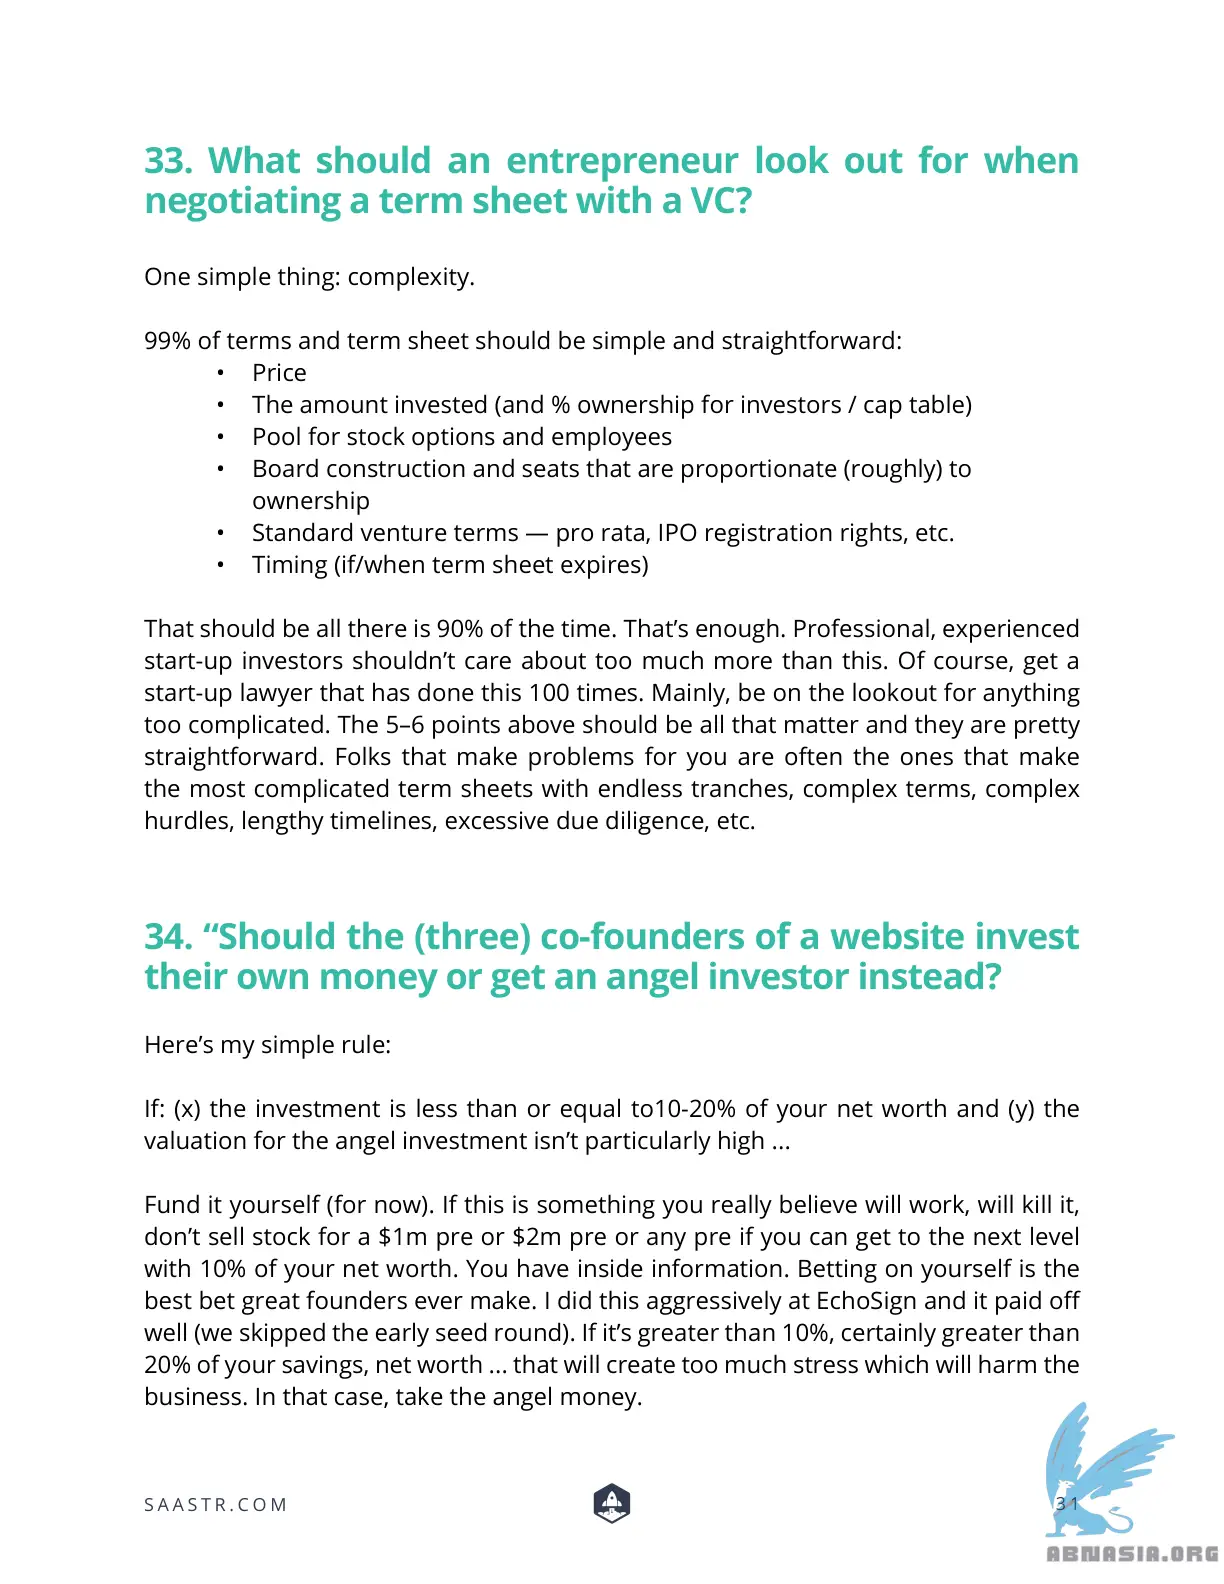 33. What should an entrepreneur look out for when
negotiating a term sheet with a VC?
One simple thing: complexity.
99% of terms and term sheet should be simple and straightforward:
• Price
• The amount invested (and % ownership for investors / cap table)
• Pool for stock options and employees
• Board construction and seats that are proportionate (roughly) to
ownership
• Standard venture terms — pro rata, IPO registration rights, etc.
• Timing (if/when term sheet expires)
That should be all there is 90% of the time. That’s enough. Professional, experienced
start-up investors shouldn’t care about too much more than this. Of course, get a
start-up lawyer that has done this 100 times. Mainly, be on the lookout for anything
too complicated. The 5–6 points above should be all that matter and they are pretty
straightforward. Folks that make problems for you are often the ones that make
the most complicated term sheets with endless tranches, complex terms, complex
hurdles, lengthy timelines, excessive due diligence, etc.
34. “Should the (three) co-founders of a website invest
their own money or get an angel investor instead?
Here’s my simple rule:
If: (x) the investment is less than or equal to10-20% of your net worth and (y) the
valuation for the angel investment isn’t particularly high ...
Fund it yourself (for now). If this is something you really believe will work, will kill it,
don’t sell stock for a $1m pre or $2m pre or any pre if you can get to the next level
with 10% of your net worth. You have inside information. Betting on yourself is the
best bet great founders ever make. I did this aggressively at EchoSign and it paid off
well (we skipped the early seed round). If it’s greater than 10%, certainly greater than
20% of your savings, net worth ... that will create too much stress which will harm the
business. In that case, take the angel money.
SAASTR.COM
31
ABNASIA.ORG